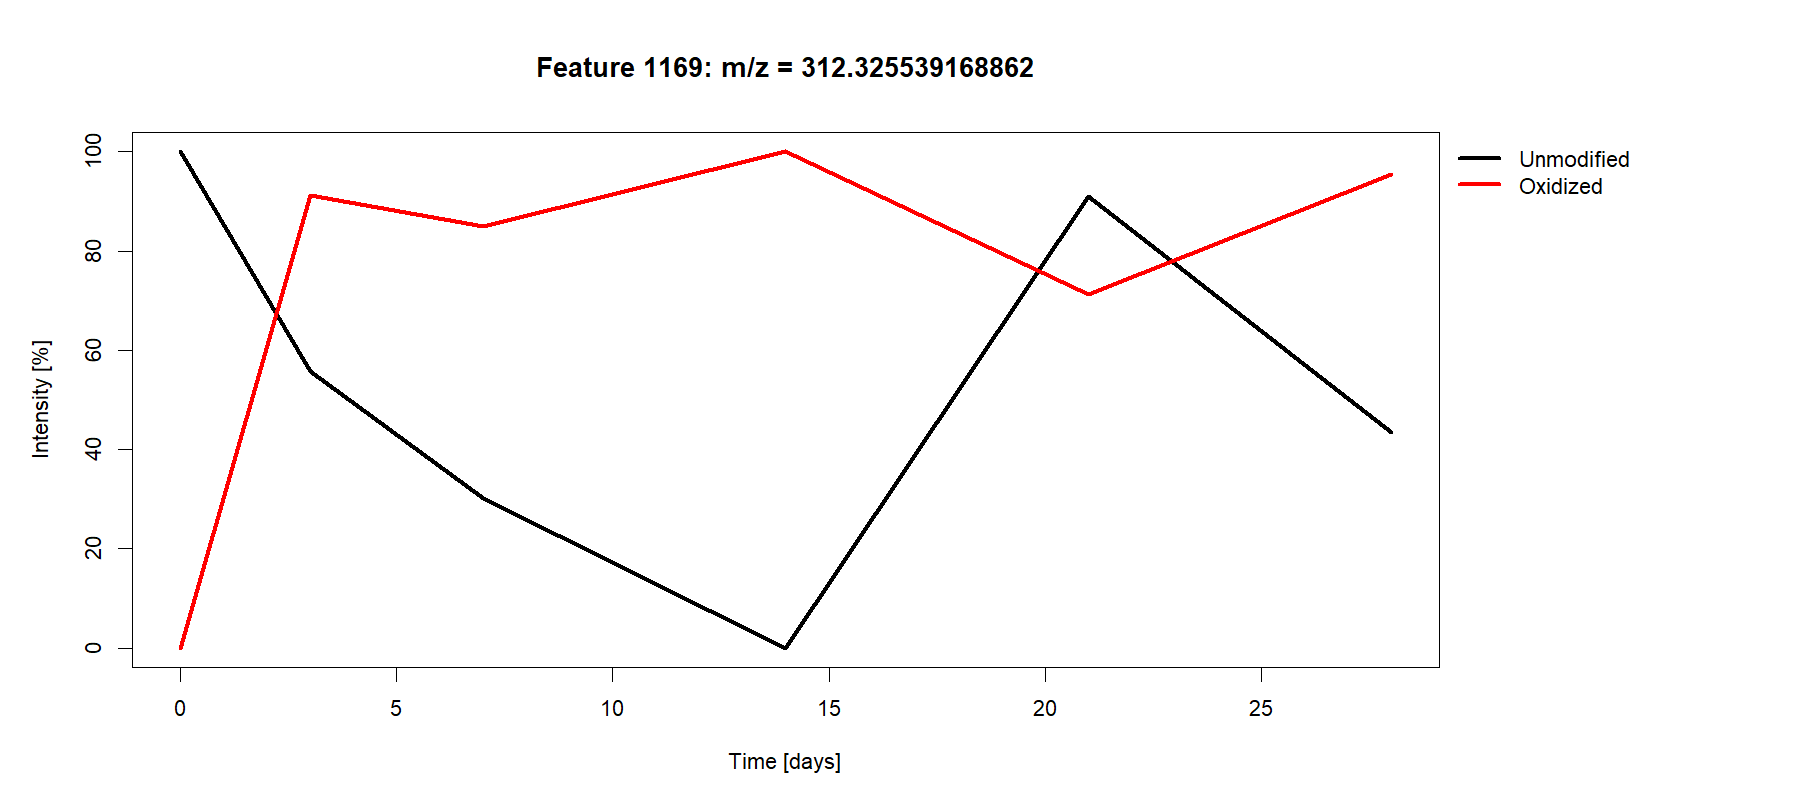 Feature 1169: m/z = 312.325539168862
Unmodified
Oxidized
Intensity [%]
100
80
60
40
20
0
0 5 10 15 20 25
Time [days]